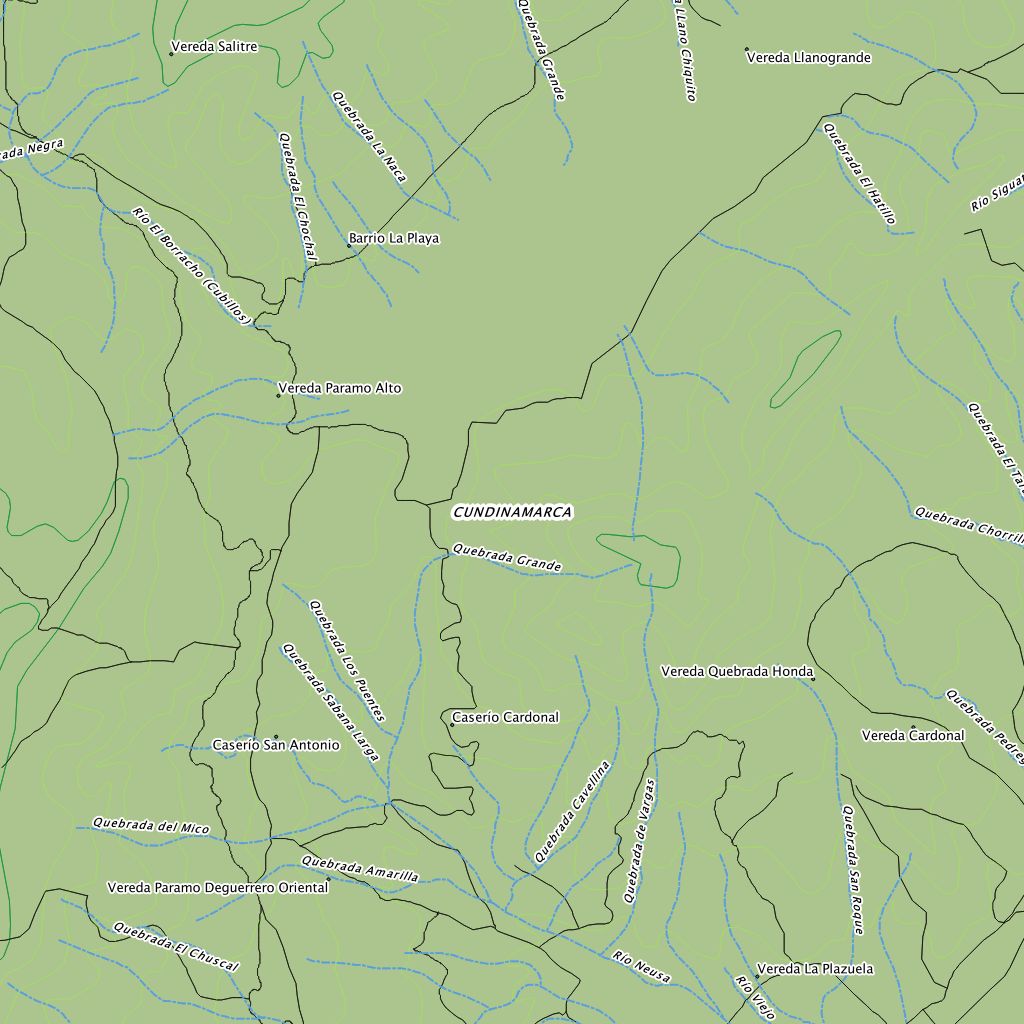 Quebrada Grande
a LLano Chiquito
Vereda Salitre
Vereda Llanogrande
Quebrada La Naca
ada Negra
Quebrada El Chochal
Quebrada El Hatillo
Río Siguar
Río El Borracho (Cubillos)
Barrio La Playa
Vereda Paramo Alto
Quebrada El Tal
CUNDINAMARCA
Quebrada Chorrill
Quebrada Grande
Quebrada Los Puentes
Quebrada Sabana Larga
Vereda Quebrada Honda
Quebrada Pedreg
Caserío Cardonal
Vereda Cardonal
Caserío San Antonio
Quebrada Cavellina
Quebrada de Vargas
Quebrada San Roque
Quebrada del Mico
Quebrada Amarilla
Vereda Paramo Deguerrero Oriental
Quebrada El Chuscal
Río Neusa
Vereda La Plazuela
Río Viejo